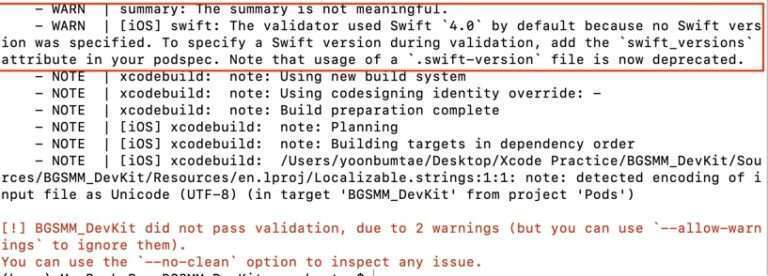 - WARN  | summary: The summary is not meaningful.
- WARN  | [iOS] swift: The validator used Swift `4.0` by default because no Swift vers
ion was specified. To specify a Swift version during validation, add the `swift_versions`
attribute in your podspec. Note that usage of a `.swift-version` file is now deprecated.
- NOTE  | xcodebuild:  note: Using new build system
- NOTE  | xcodebuild:  note: Using codesigning identity override: -
- NOTE  | xcodebuild:  note: Build preparation complete
- NOTE  | [iOS] xcodebuild:  note: Planning
- NOTE  | [iOS] xcodebuild:  note: Building targets in dependency order
- NOTE  | [iOS] xcodebuild:  /Users/yoonbumtae/Desktop/Xcode Practice/BGSMM_DevKit/Sou
rces/BGSMM_DevKit/Resources/en.lproj/Localizable.strings:1:1: note: detected encoding of i
nput file as Unicode (UTF-8) (in target 'BGSMM_DevKit' from project 'Pods')
[!] BGSMM_DevKit did not pass validation, due to 2 warnings (but you can use `--allow-warn
ings` to ignore them).
You can use the `--no-clean` option to inspect any issue.